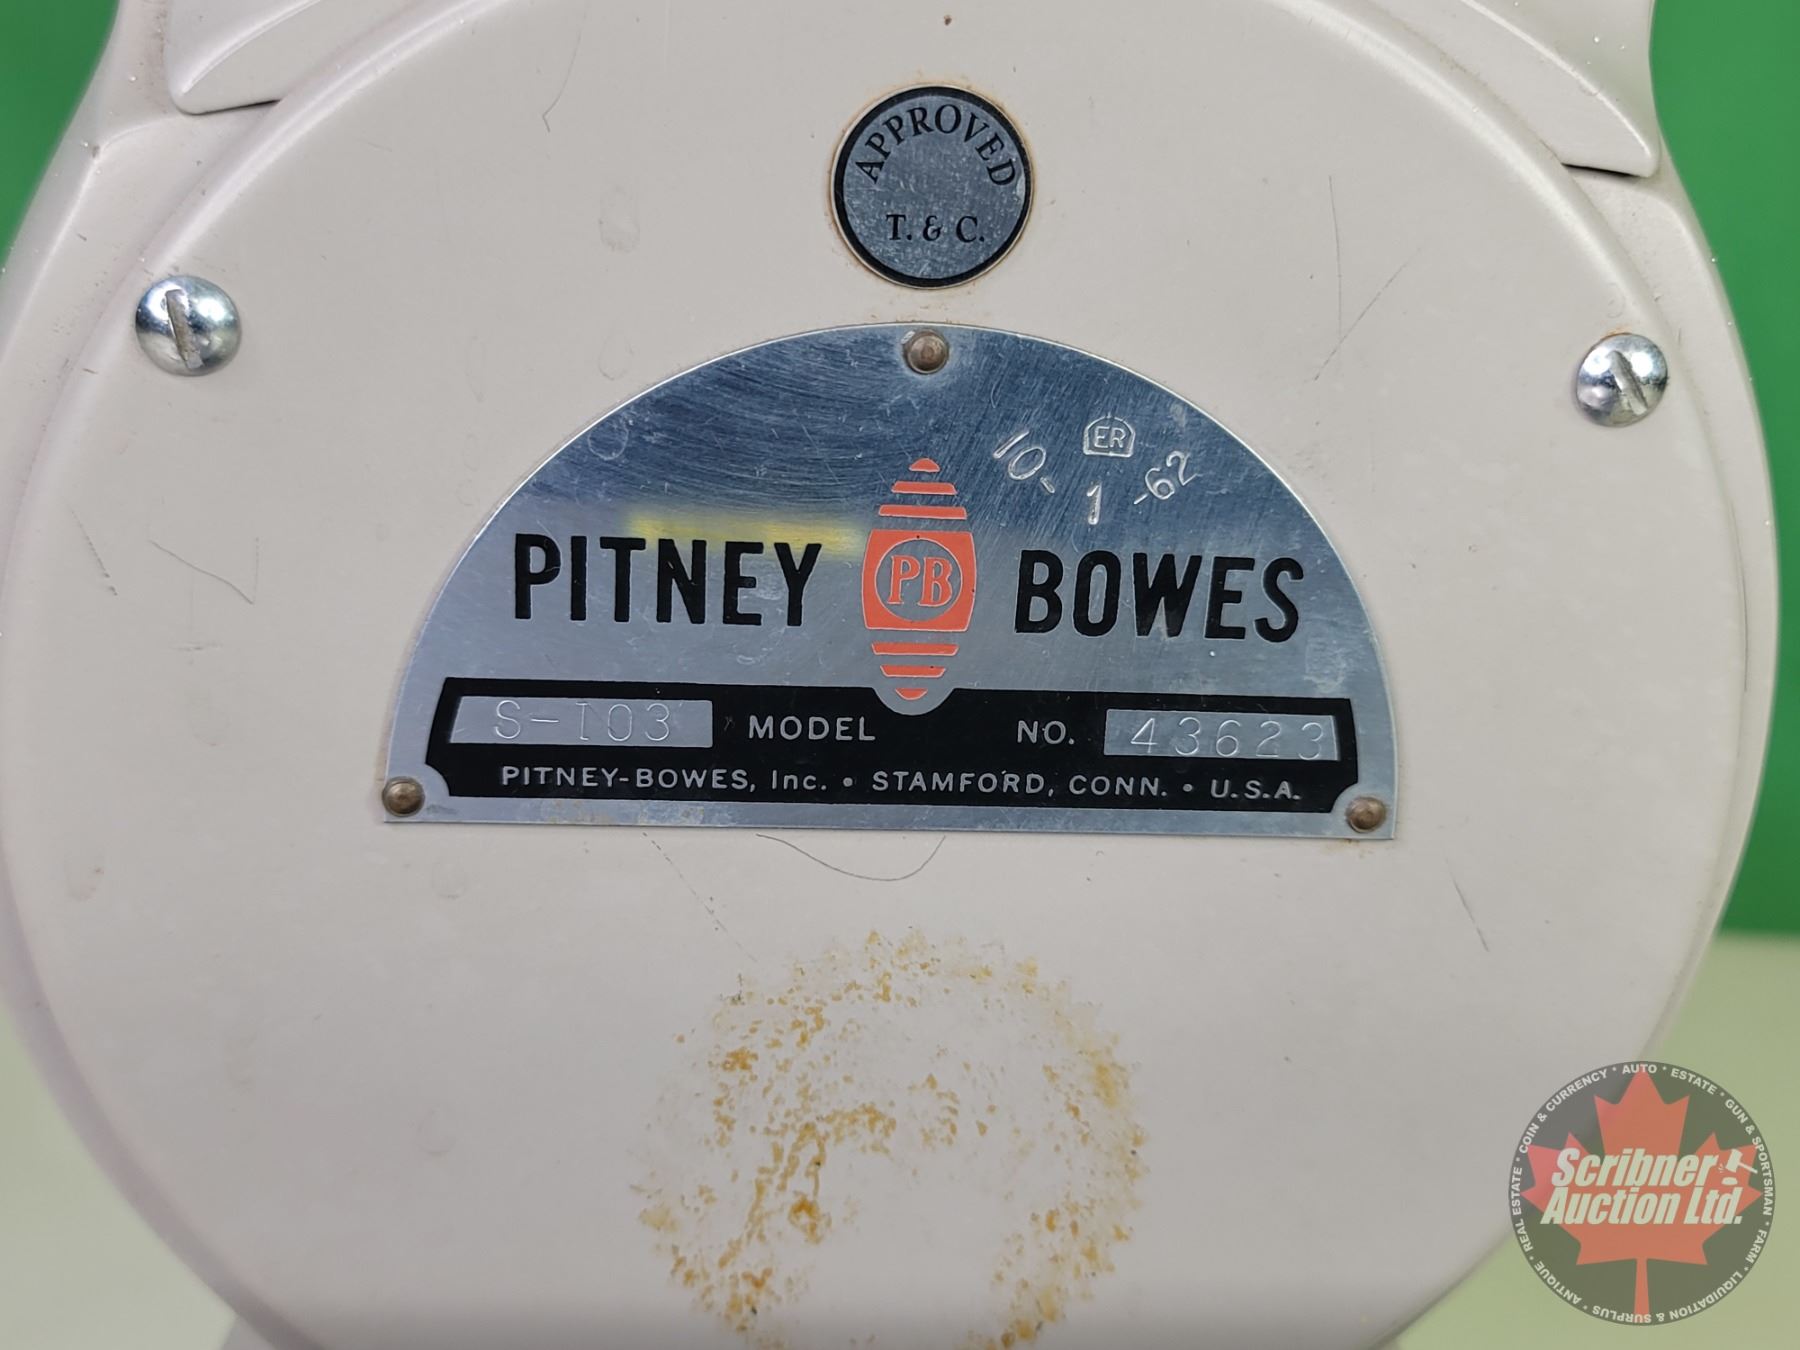 APPROVED
T. & C.
ER
10-1-62
PITNEY PB BOWES
S-103 MODEL NO. 43623
PITNEY-BOWES, Inc. • STAMFORD, CONN. • U.S.A.
REAL ESTATE * COIN & CURRENCY * AUTO * ESTATE * GUN & SPORTSMAN * FARM * LIQUIDATION & SURPLUS * ANTIQUE *
Scribner
Auction Ltd.